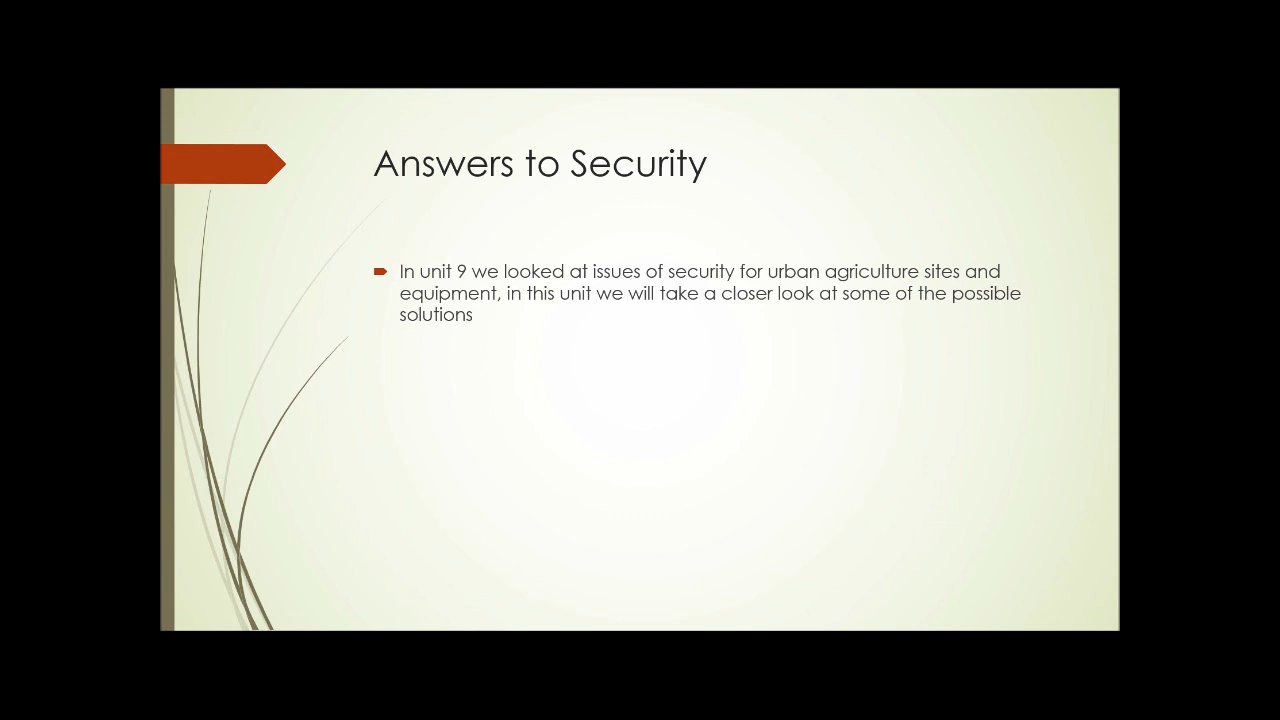 Answers to Security
In unit 9 we looked at issues of security for urban agriculture sites and
equipment, in this unit we will take a closer look at some of the possible
solutions